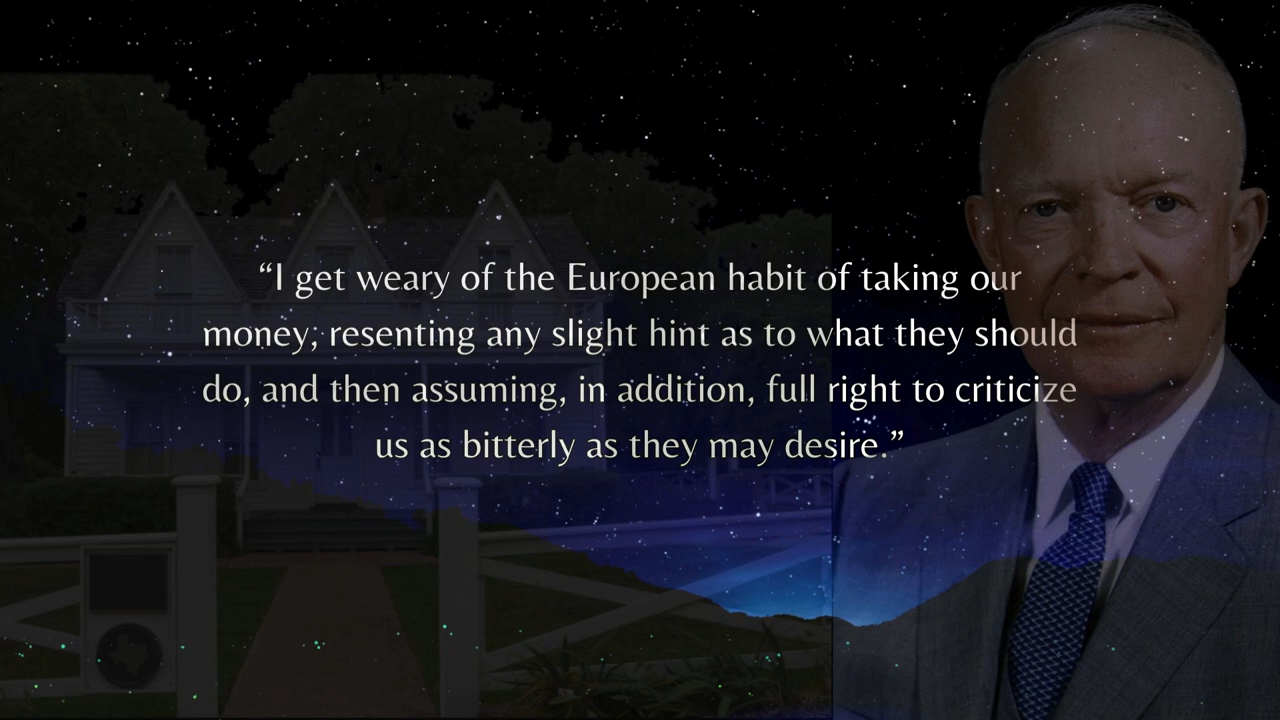 “I get weary of the European habit of taking our
money, resenting any slight hint as to what they should
do, and then assuming, in addition, full right to criticize
us as bitterly as they may desire.”